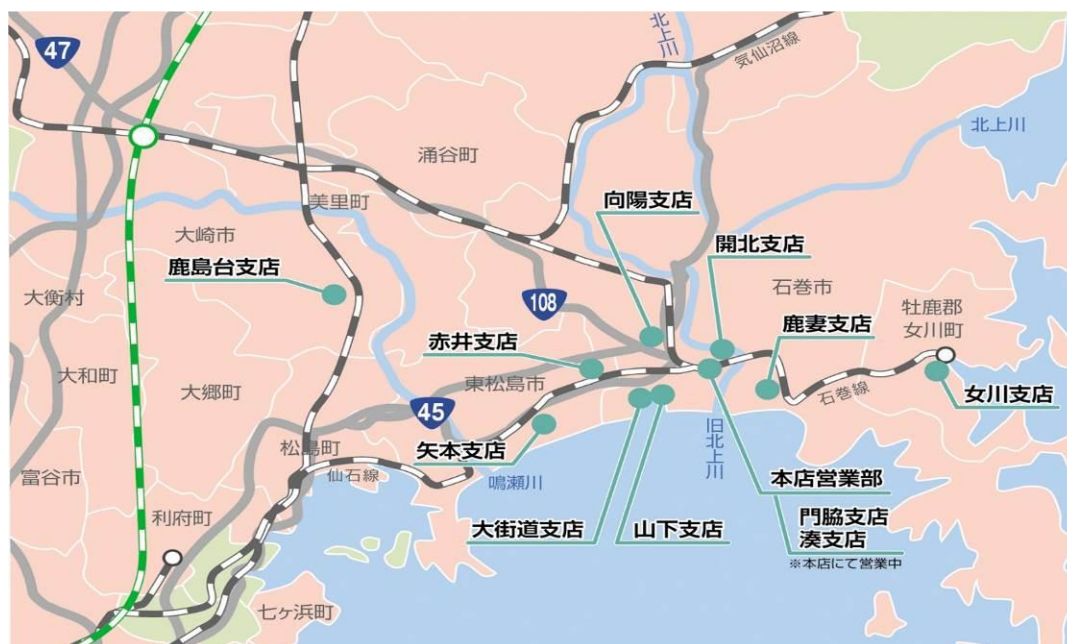 47
北上川
気仙沼線
涌谷町
北上川
美里町
向陽支店
大崎市
開北支店
鹿島台支店
石巻市
大衡村
108
牡鹿郡
女川町
鹿妻支店
赤井支店
大和町
東松島市
大郷町
石巻線
女川支店
45
矢本支店
松島町
旧北上川
富谷市
仙石線
鳴瀬川
本店営業部
利府町
大街道支店
山下支店
門脇支店
湊支店
※本店にて営業中
七ヶ浜町